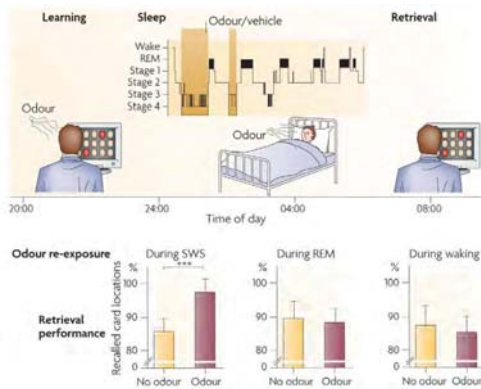 Learning
Sleep
Odour/vehicle
Retrieval
Wake
REM
Stage 1
Stage 2
Stage 3
Stage 4
Odour
Odour
20:00
24:00
04:00
08:00
Time of day
Odour re-exposure
During SWS
During REM
During waking
Retrieval performance
Recalled card locations
%
100
90
80
0
***
No odour
Odour
%
100
90
80
0
No odour
Odour
%
100
90
80
0
No odour
Odour